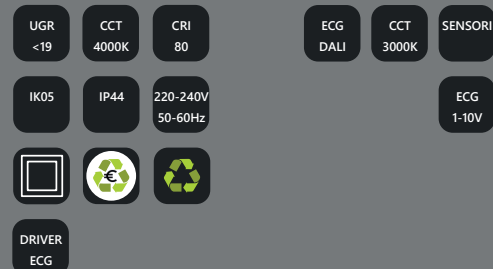 UGR
<19
CCT
4000K
CRI
80
ECG
DALI
CCT
3000K
SENSORI
IK05
IP44
220-240V
50-60Hz
ECG
1-10V
€
DRIVER
ECG